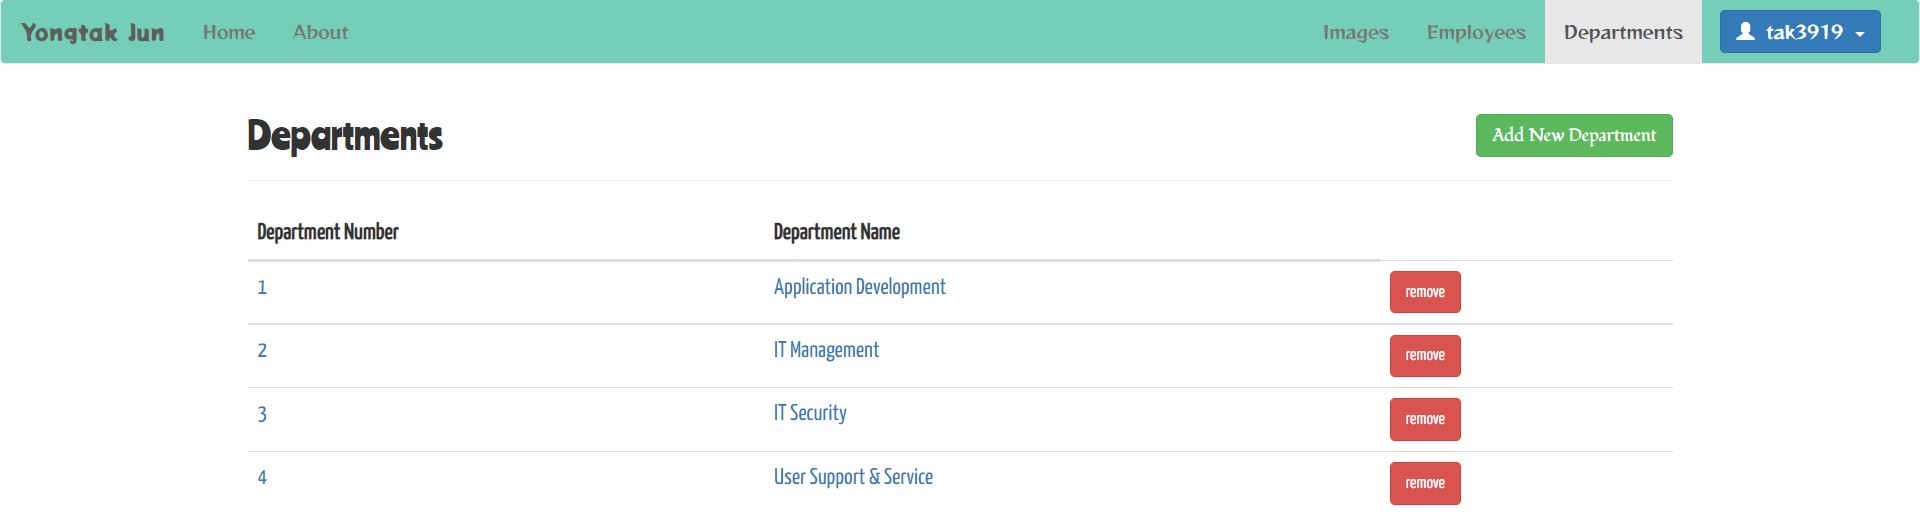 Yongtak Jun Home About Images Employees Departments tak3919
Departments Add New Department
Department Number Department Name
1 Application Development remove
2 IT Management remove
3 IT Security remove
4 User Support & Service remove